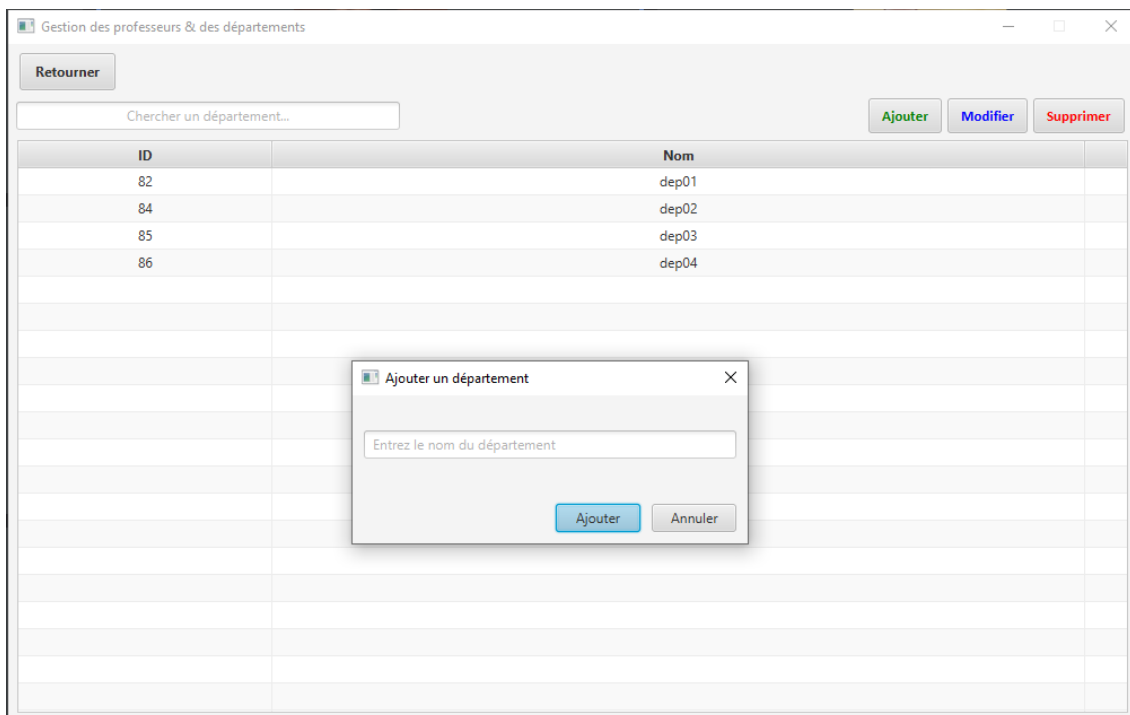 Gestion des professeurs & des départements
Retourner
Chercher un département...
Ajouter Modifier Supprimer
ID Nom
82 dep01
84 dep02
85 dep03
86 dep04
Ajouter un département
Entrez le nom du département
Ajouter Annuler